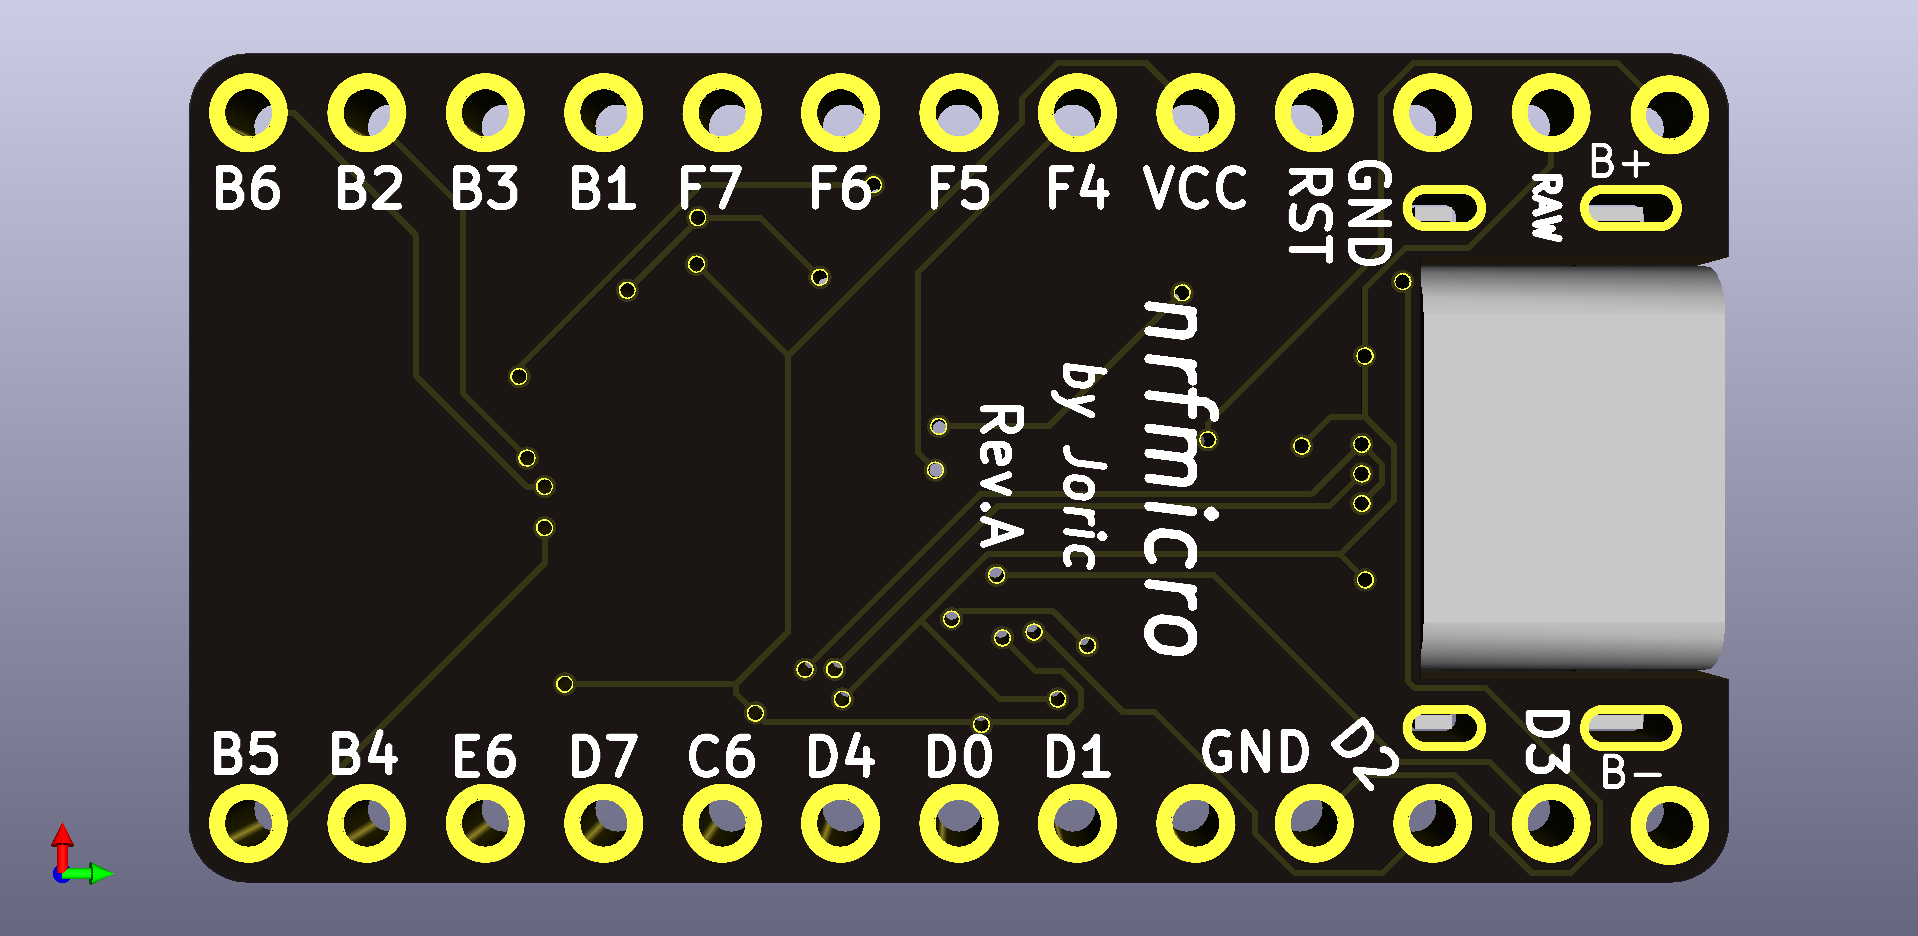 B6 B2 B3 B1 F7 F6 F5 F4 VCC
RST
GND
RAW
B+
nrfmicro
by Joric
Rev.A
B5 B4 E6 D7 C6 D4 D0 D1 GND
D2
D3
B-